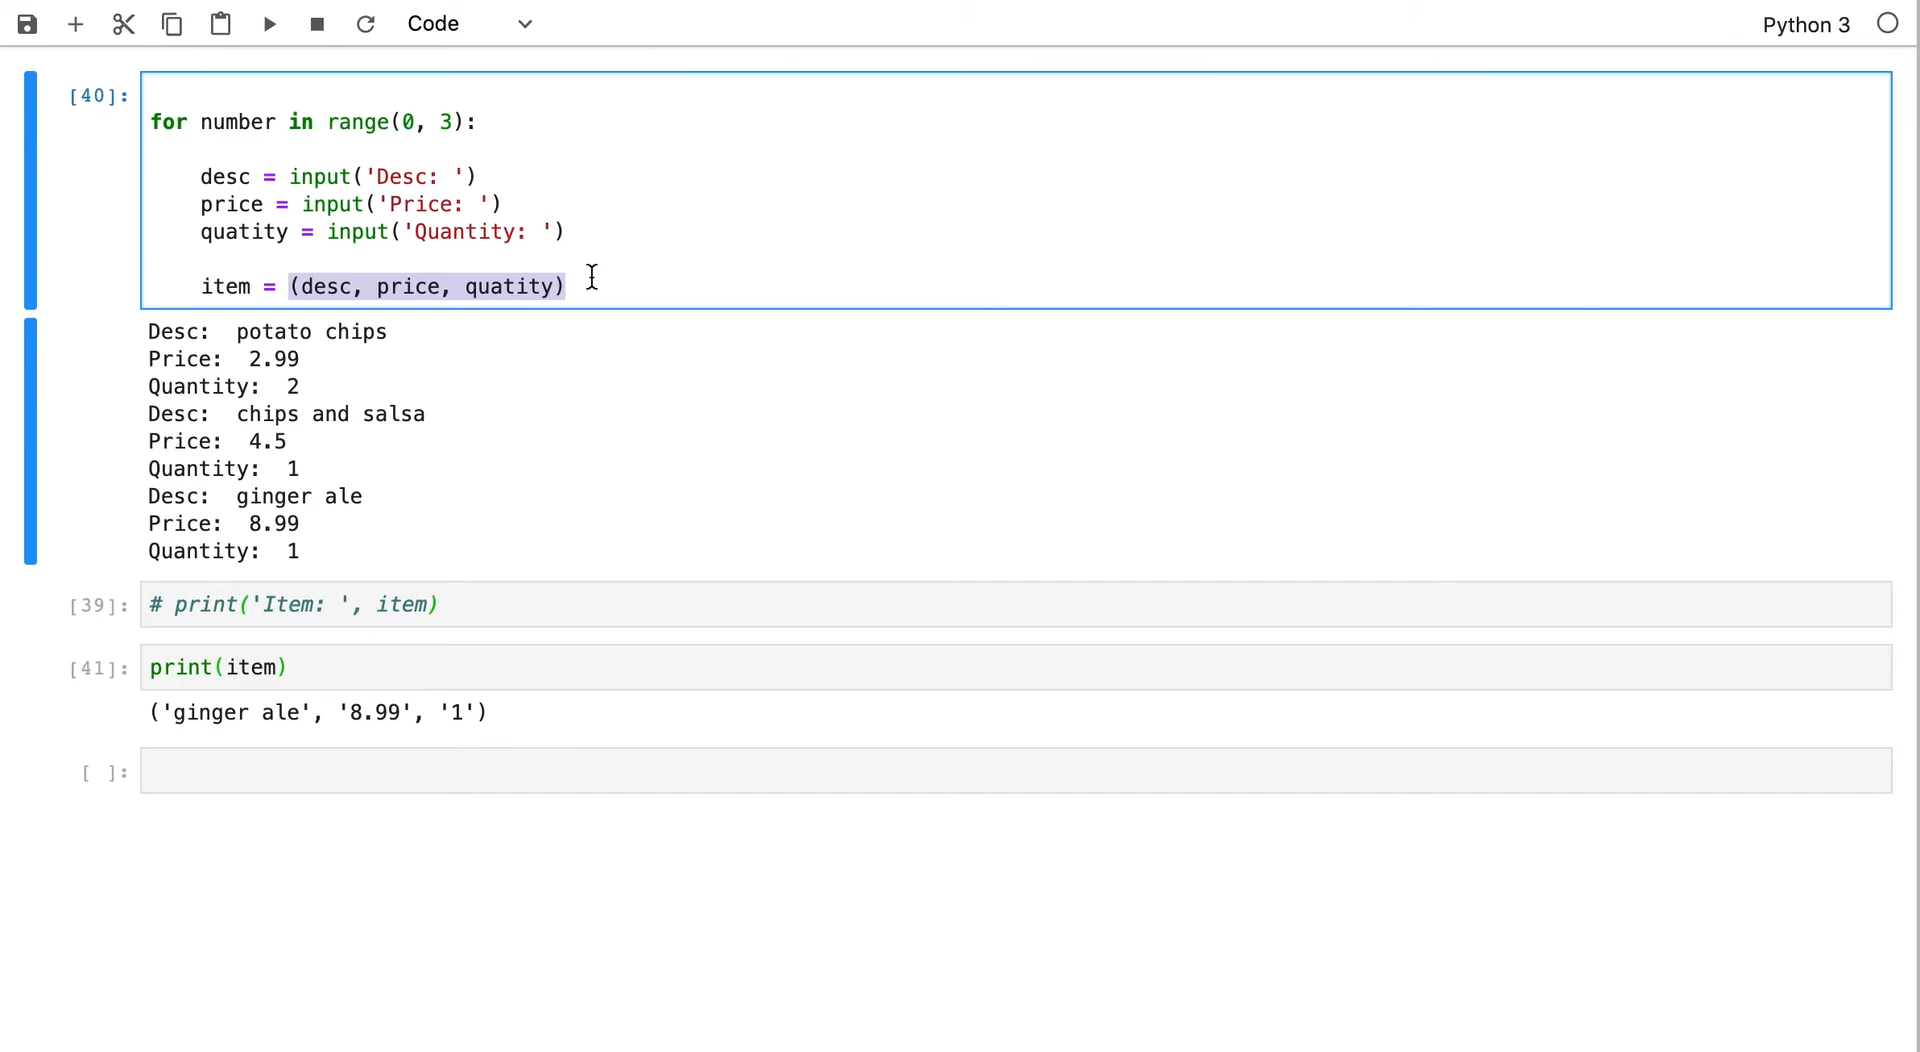 Code
Python 3
[40]:
for number in range(0, 3):
desc = input('Desc: ')
price = input('Price: ')
quatity = input('Quantity: ')
item = (desc, price, quatity)
Desc:  potato chips
Price:  2.99
Quantity:  2
Desc:  chips and salsa
Price:  4.5
Quantity:  1
Desc:  ginger ale
Price:  8.99
Quantity:  1
[39]: # print('Item: ', item)
[41]: print(item)
('ginger ale', '8.99', '1')
[ ]: